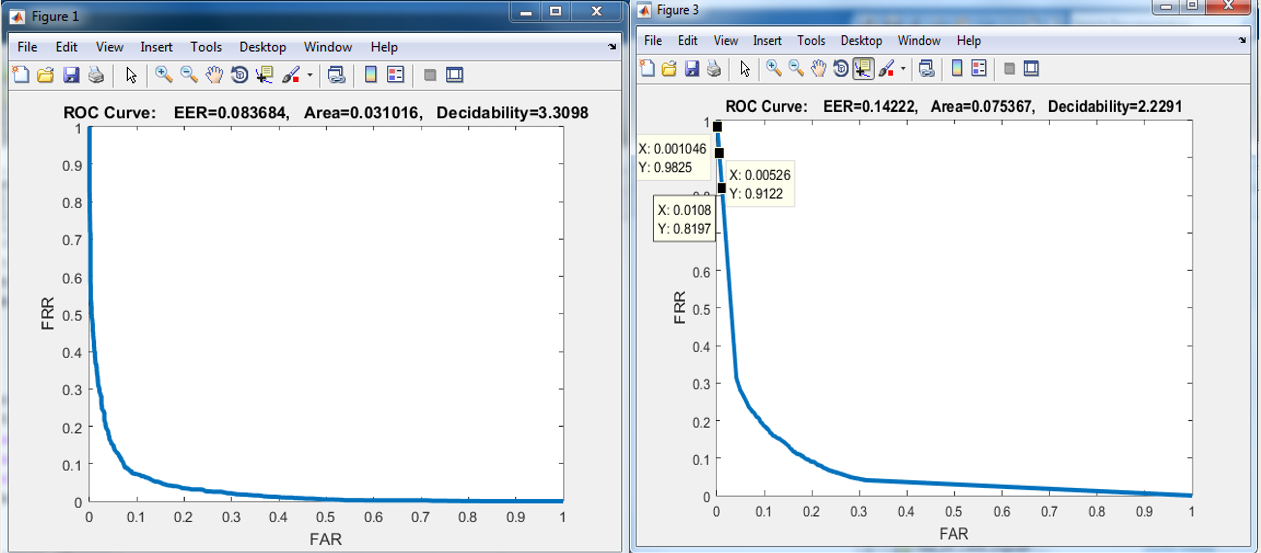 Figure 1
File Edit View Insert Tools Desktop Window Help
ROC Curve: EER=0.083684, Area=0.031016, Decidability=3.3098
1
0.9
0.8
0.7
0.6
0.5
0.4
0.3
0.2
0.1
0
FRR
0 0.1 0.2 0.3 0.4 0.5 0.6 0.7 0.8 0.9 1
FAR
Figure 3
File Edit View Insert Tools Desktop Window Help
ROC Curve: EER=0.14222, Area=0.075367, Decidability=2.2291
1
X: 0.001046
Y: 0.9825
X: 0.00526
Y: 0.9122
X: 0.0108
Y: 0.8197
0.6
0.5
0.4
0.3
0.2
0.1
0
FRR
0 0.1 0.2 0.3 0.4 0.5 0.6 0.7 0.8 0.9 1
FAR